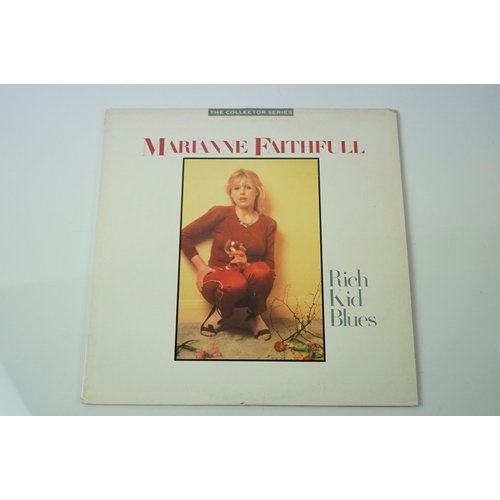 THE COLLECTOR SERIES
MARIANNE FAITHFULL
Rich
Kid
Blues